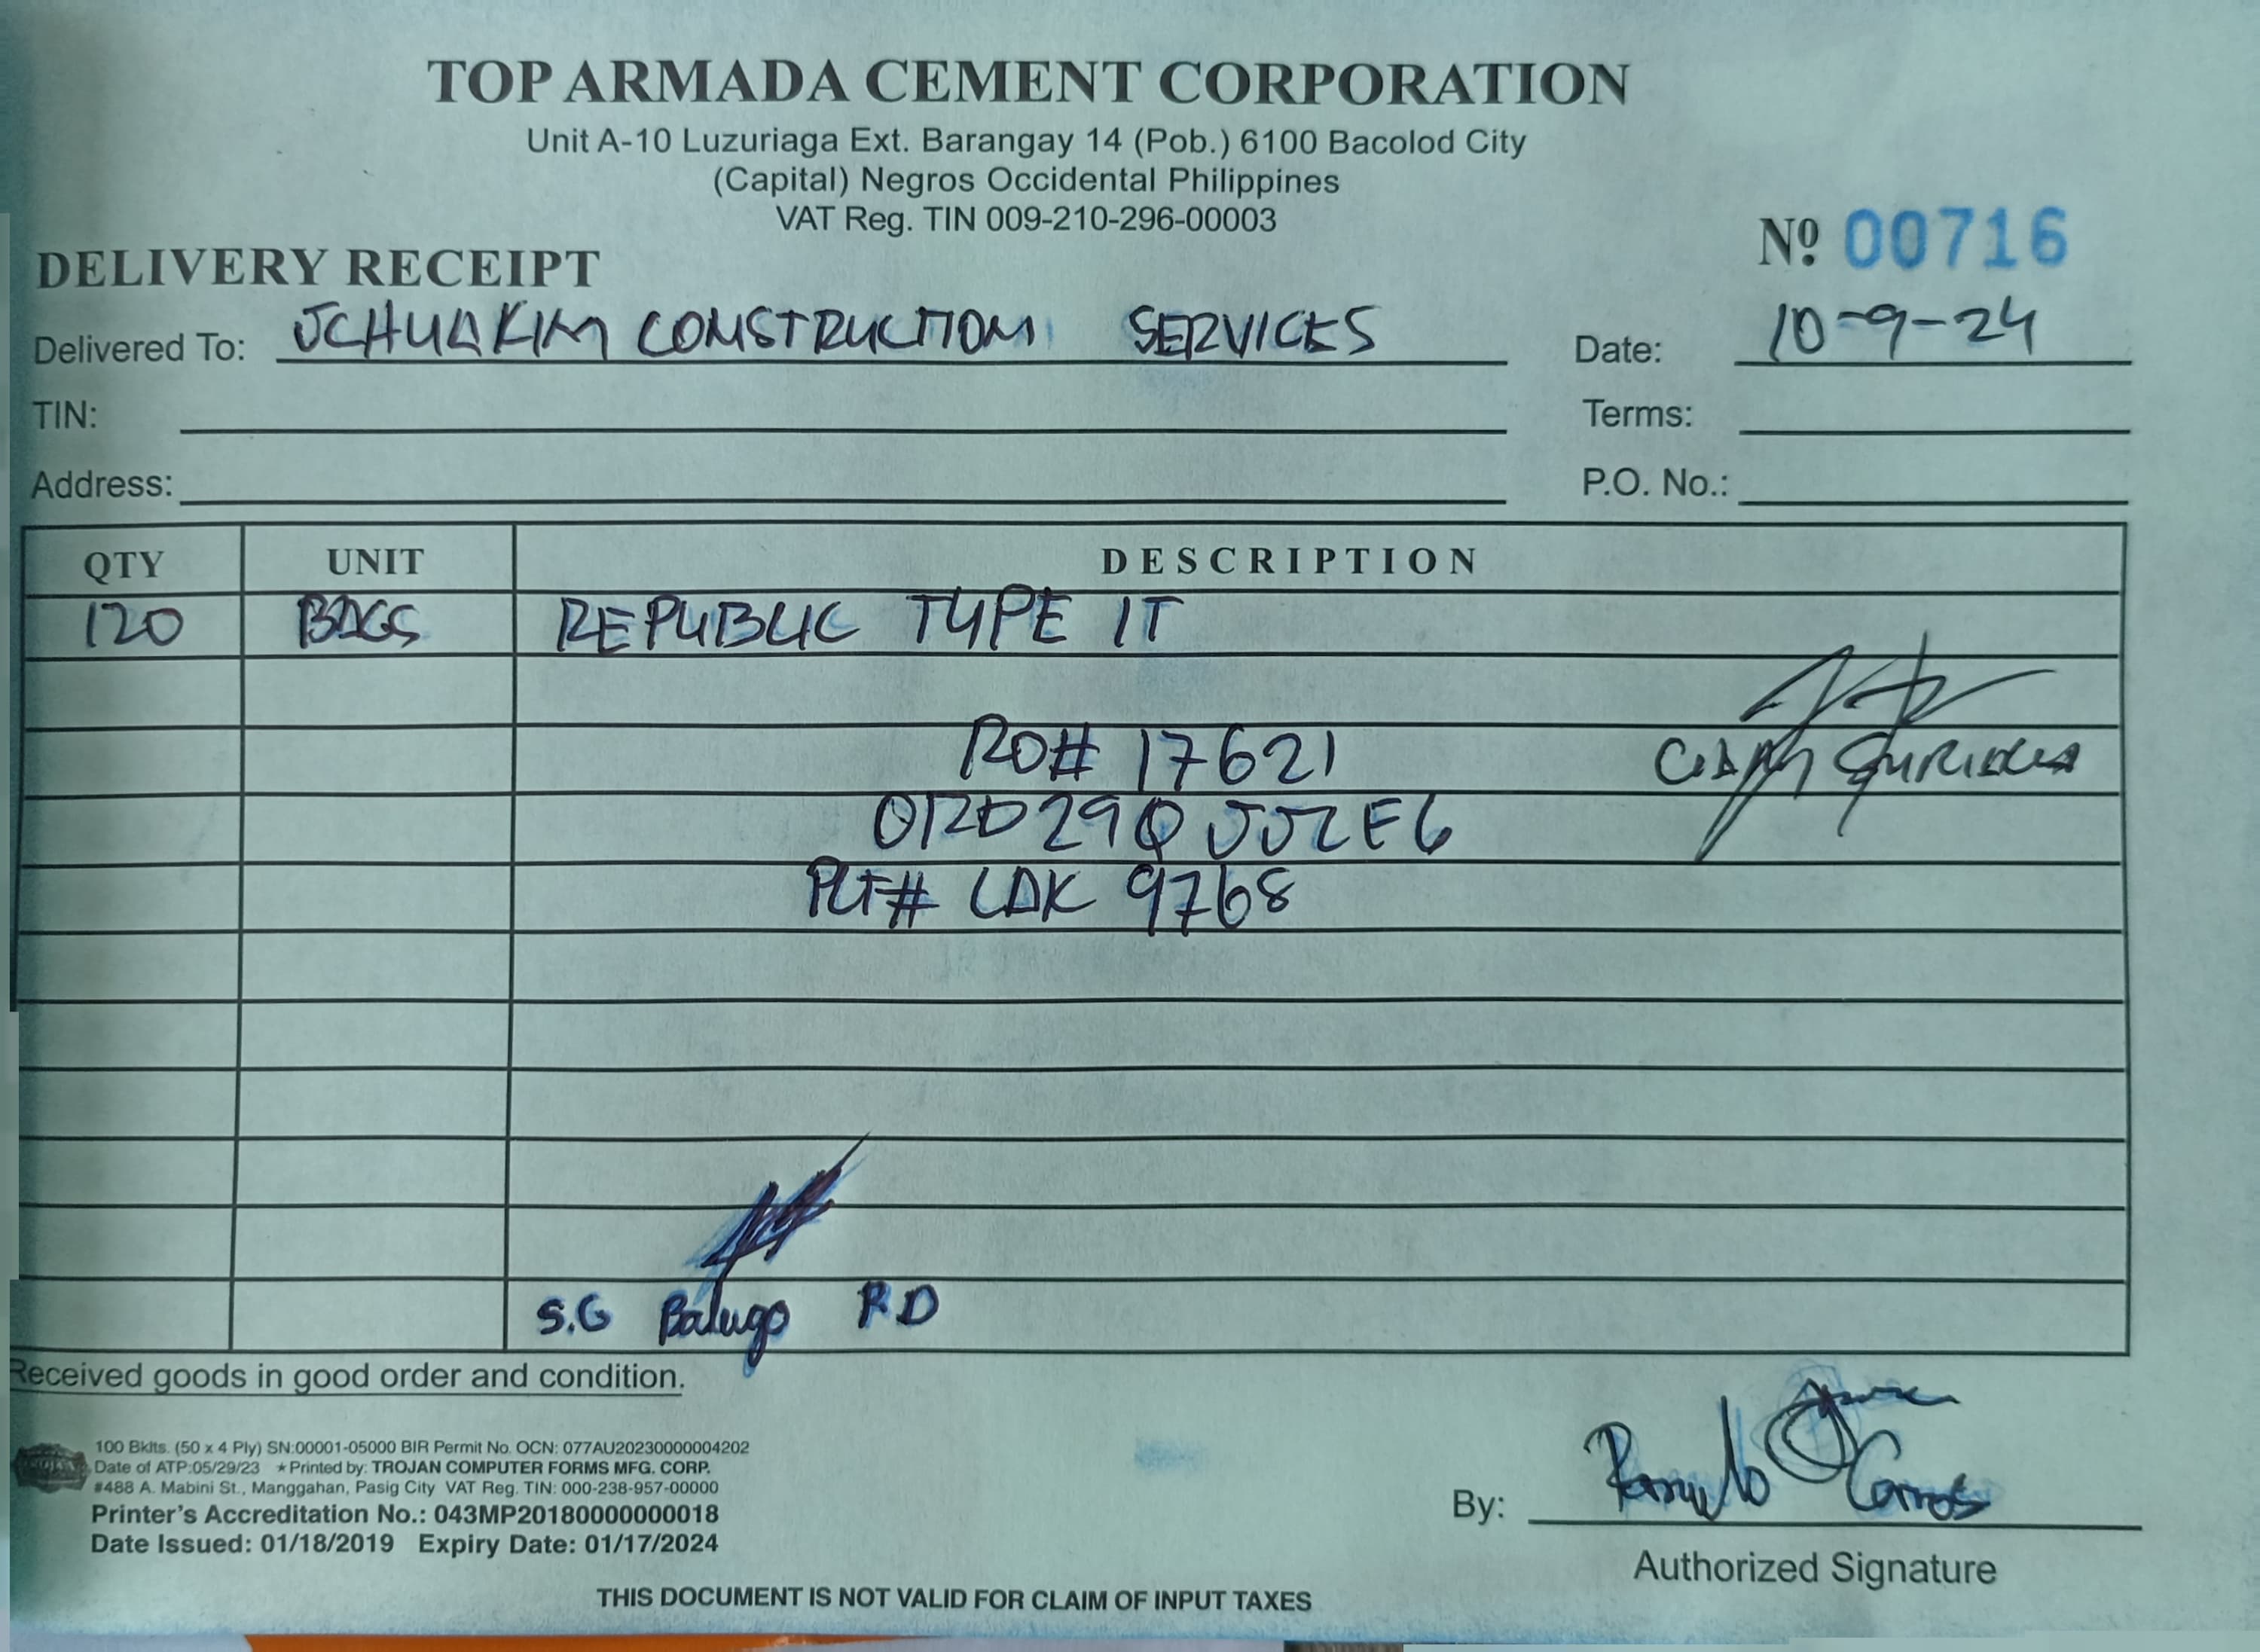 TOP ARMADA CEMENT CORPORATION
Unit A-10 Luzuriaga Ext. Barangay 14 (Pob.) 6100 Bacolod City
(Capital) Negros Occidental Philippines
VAT Reg. TIN 009-210-296-00003
Nº 00716
DELIVERY RECEIPT
Delivered To: JCHUAKIM CONSTRUCTION SERVICES Date: 10-9-24
TIN: Terms:
Address: P.O. No.:
QTY UNIT DESCRIPTION
120 BAGS REPUBLIC TYPE 1T
RO# 17621
ORD29QJJZE6
PLT# LAK 9768
S.G Balugo RD
Received goods in good order and condition.
100 Bklts. (50 x 4 Ply) SN:00001-05000 BIR Permit No. OCN: 077AU20230000004202
Date of ATP:05/29/23 ★Printed by: TROJAN COMPUTER FORMS MFG. CORP.
#488 A. Mabini St., Manggahan, Pasig City VAT Reg. TIN: 000-238-957-00000
Printer's Accreditation No.: 043MP20180000000018
Date Issued: 01/18/2019 Expiry Date: 01/17/2024
By:
Authorized Signature
THIS DOCUMENT IS NOT VALID FOR CLAIM OF INPUT TAXES